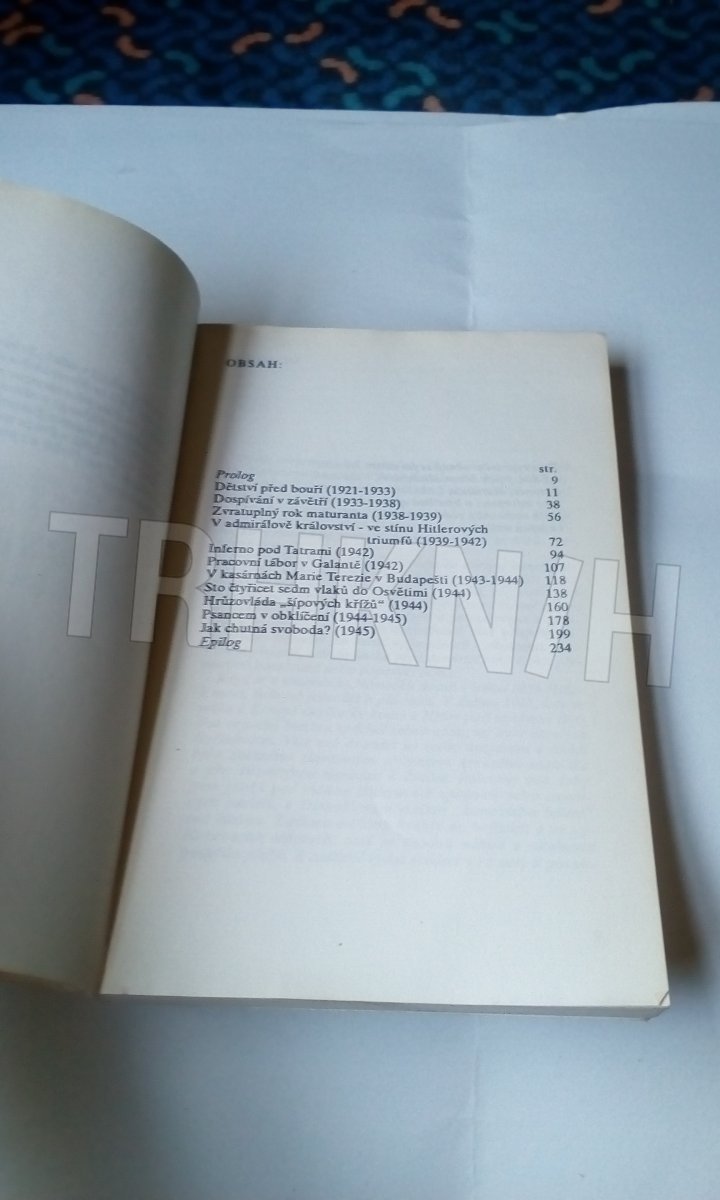 OBSAH:
str.
Prolog 9
Dětství před bouří (1921-1933) 11
Dospívání v závětří (1933-1938) 38
Zvratuplný rok maturanta (1938-1939) 56
V admirálově království - ve stínu Hitlerových
triumfů (1939-1942) 72
Inferno pod Tatrami (1942) 94
Pracovní tábor v Galantě (1942) 107
V kasárnách Marie Terezie v Budapešti (1943-1944) 118
Sto čtyřicet sedm vlaků do Osvětimi (1944) 138
Hrůzovláda „šípových křížů“ (1944) 160
Psancem v obklíčení (1944-1945) 178
Jak chutná svoboda? (1945) 199
Epilog 234